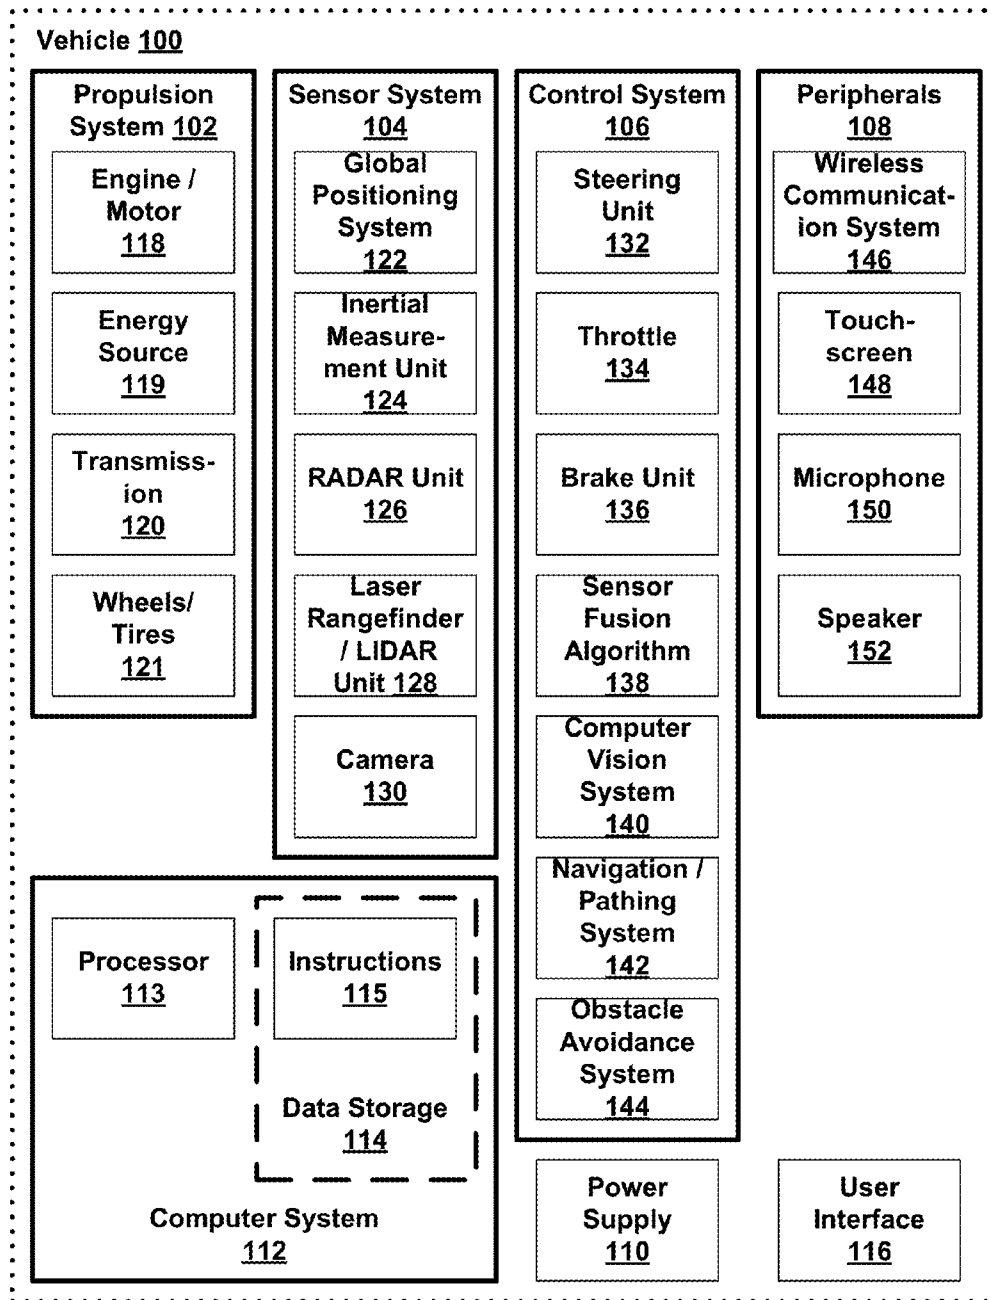 Vehicle 100
Propulsion
System 102
Engine /
Motor
118
Energy
Source
119
Transmiss-
ion
120
Wheels/
Tires
121
Sensor System
104
Global
Positioning
System
122
Inertial
Measure-
ment Unit
124
RADAR Unit
126
Laser
Rangefinder
/ LIDAR
Unit 128
Camera
130
Control System
106
Steering
Unit
132
Throttle
134
Brake Unit
136
Sensor
Fusion
Algorithm
138
Computer
Vision
System
140
Navigation /
Pathing
System
142
Obstacle
Avoidance
System
144
Peripherals
108
Wireless
Communicat-
ion System
146
Touch-
screen
148
Microphone
150
Speaker
152
Processor
113
Instructions
115
Data Storage
114
Computer System
112
Power
Supply
110
User
Interface
116